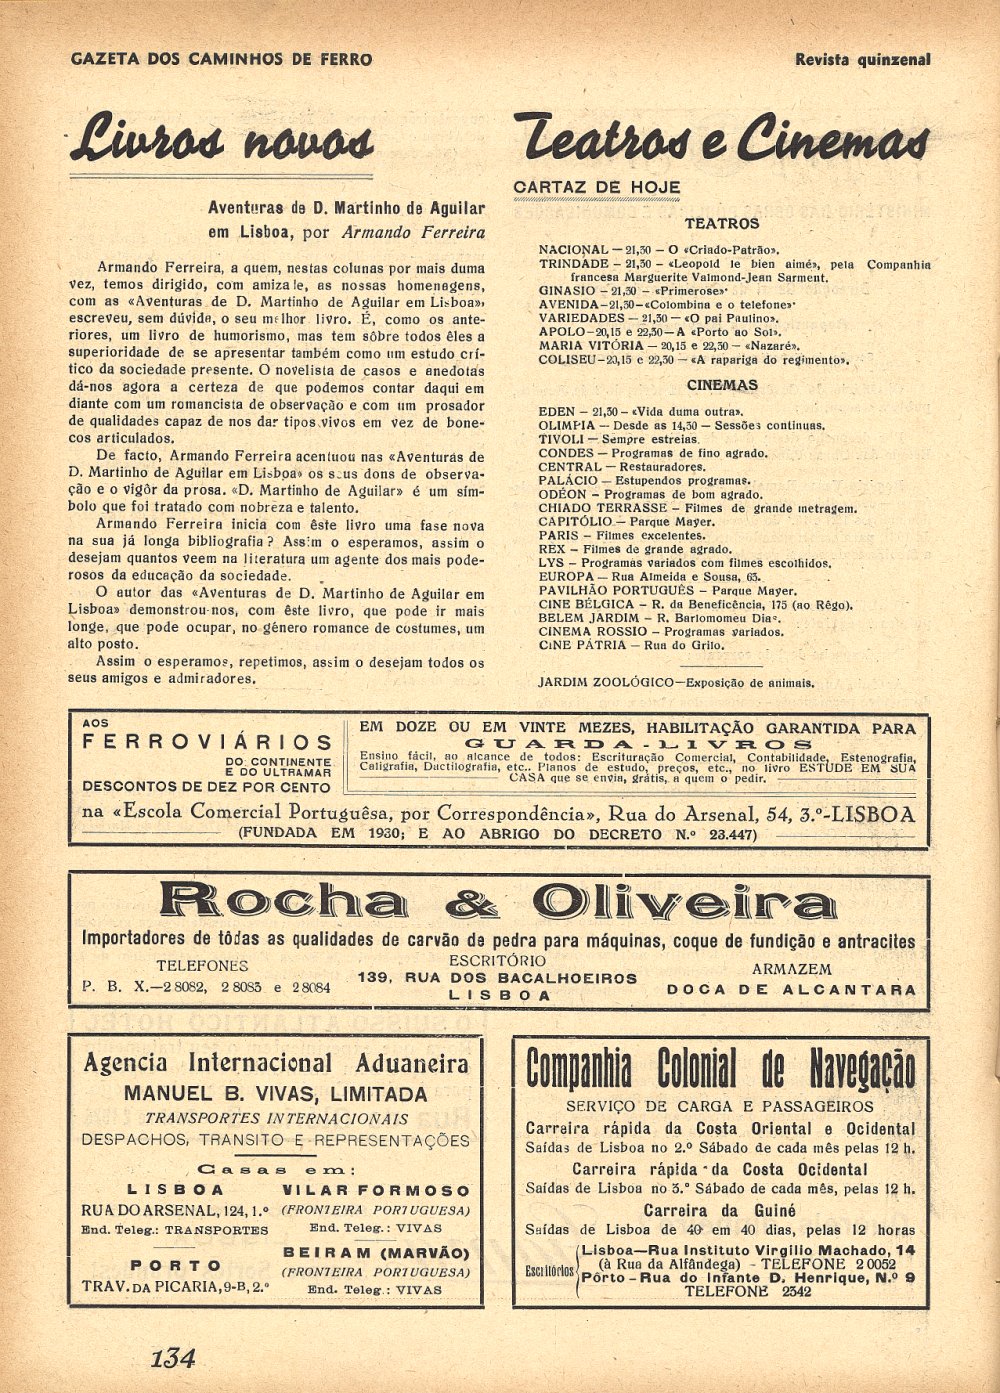 GAZETA DOS CAMINHOS DE FERRO
Revista quinzenal
Livros novos
Aventuras de D. Martinho de Aguilar
em Lisboa, por Armando Ferreira
Armando Ferreira, a quem, nestas colunas por mais duma
vez, temos dirigido, com amizade, as nossas homenagens,
com as «Aventuras de D. Martinho de Aguilar em Lisboa»,
escreveu, sem dúvida, o seu melhor livro. É, como os ante-
riores, um livro de humorismo, mas tem sôbre todos êles a
superioridade de se apresentar também como um estudo crí-
tico da sociedade presente. O novelista de casos e anedotas
dá-nos agora a certeza de que podemos contar daqui em
diante com um romancista de observação e com um prosador
de qualidades capaz de nos dar tipos vivos em vez de bone-
cos articulados.
De facto, Armando Ferreira acentuou nas «Aventuras de
D. Martinho de Aguilar em Lisboa» os seus dons de observa-
ção e o vigôr da prosa. «D. Martinho de Aguilar» é um sím-
bolo que foi tratado com nobreza e talento.
Armando Ferreira inicia com êste livro uma fase nova
na sua já longa bibliografia? Assim o esperamos, assim o
desejam quantos veem na literatura um agente dos mais pode-
rosos da educação da sociedade.
O autor das «Aventuras de D. Martinho de Aguilar em
Lisboa» demonstrou-nos, com êste livro, que pode ir mais
longe, que pode ocupar, no género romance de costumes, um
alto posto.
Assim o esperamos, repetimos, assim o desejam todos os
seus amigos e admiradores.
Teatros e Cinemas
CARTAZ DE HOJE
TEATROS
NACIONAL — 21,30 — O «Criado-Patrão».
TRINDADE — 21,30 — «Leopold le bien aimé», pela Companhia
francesa Marguerite Valmond-Jean Sarment.
GINASIO — 21,30 — «Primerose»·
AVENIDA—21,30—«Colombina e o telefone»·
VARIEDADES — 21,30 — «O pai Paulino».
APOLO—20,15 e 22,30—A «Porto ao Sol».
MARIA VITÓRIA — 20,15 e 22,30 — «Nazaré».
COLISEU—20,15 e 22,30 — «A rapariga do regimento».
CINEMAS
EDEN — 21,30 — «Vida duma outra».
OLIMPIA — Desde as 14,30 — Sessões continuas.
TIVOLI — Sempre estreias.
CONDES — Programas de fino agrado.
CENTRAL — Restauradores.
PALÁCIO — Estupendos programas.
ODÉON — Programas de bom agrado.
CHIADO TERRASSE — Filmes de grande metragem.
CAPITÓLIO — Parque Mayer.
PARIS — Filmes excelentes.
REX — Filmes de grande agrado.
LYS — Programas variados com filmes escolhidos.
EUROPA — Rua Almeida e Sousa, 65.
PAVILHÃO PORTUGUÊS — Parque Mayer.
CINE BÉLGICA — R. da Beneficência, 175 (ao Rêgo).
BELEM JARDIM — R. Barlomomeu Dias.
CINEMA ROSSIO — Programas variados.
CINE PÁTRIA — Rua do Grilo.
JARDIM ZOOLÓGICO—Exposição de animais.
AOS
FERROVIÁRIOS
DO CONTINENTE
E DO ULTRAMAR
DESCONTOS DE DEZ POR CENTO
EM DOZE OU EM VINTE MEZES, HABILITAÇÃO GARANTIDA PARA
GUARDA-LIVROS
Ensino fácil, ao alcance de todos: Escrituração Comercial, Contabilidade, Estenografia,
Caligrafia, Dactilografia, etc.. Planos de estudo, preços, etc., no livro ESTUDE EM SUA
CASA que se envia, grátis, a quem o pedir.
na «Escola Comercial Portuguêsa, por Correspondência», Rua do Arsenal, 54, 3.º-LISBOA
(FUNDADA EM 1930; E AO ABRIGO DO DECRETO N.º 23.447)
Rocha & Oliveira
Importadores de tôdas as qualidades de carvão de pedra para máquinas, coque de fundição e antracites
TELEFONES
P. B. X.—2 8082, 2 8083 e 2 8084
ESCRITÓRIO
139, RUA DOS BACALHOEIROS
LISBOA
ARMAZEM
DOCA DE ALCANTARA
Agencia Internacional Aduaneira
MANUEL B. VIVAS, LIMITADA
TRANSPORTES INTERNACIONAIS
DESPACHOS, TRANSITO E REPRESENTAÇÕES
Casas em:
LISBOA
RUA DO ARSENAL, 124, 1.º
End. Teleg.: TRANSPORTES
PORTO
TRAV. DA PICARIA, 9-B, 2.º
VILAR FORMOSO
(FRONTEIRA PORTUGUESA)
End. Teleg.: VIVAS
BEIRAM (MARVÃO)
(FRONTEIRA PORTUGUESA)
End. Teleg.: VIVAS
Companhia Colonial de Navegação
SERVIÇO DE CARGA E PASSAGEIROS
Carreira rápida da Costa Oriental e Ocidental
Saídas de Lisboa no 2.º Sábado de cada mês pelas 12 h.
Carreira rápida da Costa Ocidental
Saídas de Lisboa no 3.º Sábado de cada mês, pelas 12 h.
Carreira da Guiné
Saídas de Lisboa de 40 em 40 dias, pelas 12 horas
Escritórios
Lisboa—Rua Instituto Virgilio Machado, 14
(à Rua da Alfândega) - TELEFONE 2 0052
Pôrto - Rua do Infante D. Henrique, N.º 9
TELEFONE 2342
134